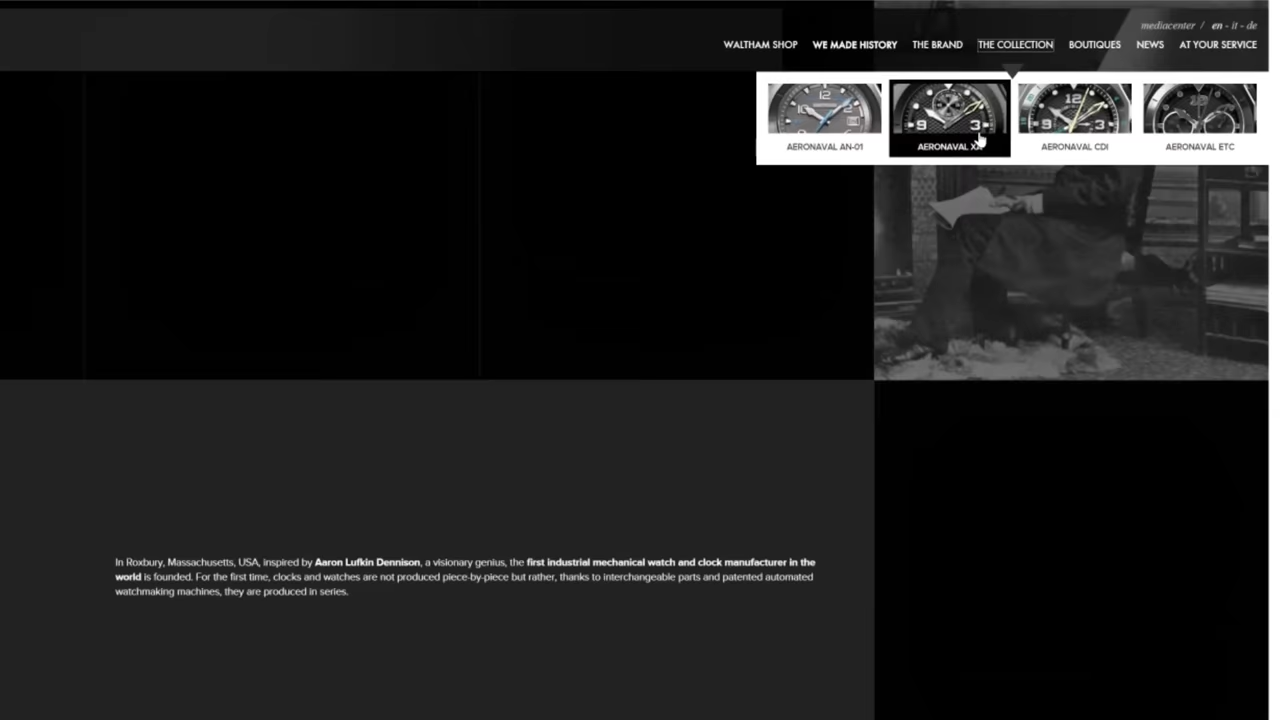 mediacenter / en - it - de
WALTHAM SHOP WE MADE HISTORY THE BRAND THE COLLECTION BOUTIQUES NEWS AT YOUR SERVICE
AERONAVAL AN-01 AERONAVAL AERONAVAL CDI AERONAVAL ETC
In Roxbury, Massachusetts, USA, inspired by Aaron Lufkin Dennison, a visionary genius, the first industrial mechanical watch and clock manufacturer in the
world is founded. For the first time, clocks and watches are not produced piece-by-piece but rather, thanks to interchangeable parts and patented automated
watchmaking machines, they are produced in series.